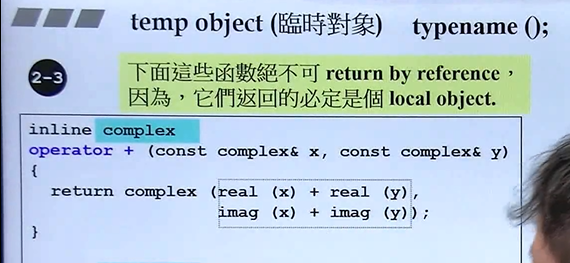 temp object (臨時對象)   typename ();
2-3
下面這些函數絕不可 return by reference，
因為，它們返回的必定是個 local object.
inline complex
operator + (const complex& x, const complex& y)
{
  return complex (real (x) + real (y),
                  imag (x) + imag (y));
}